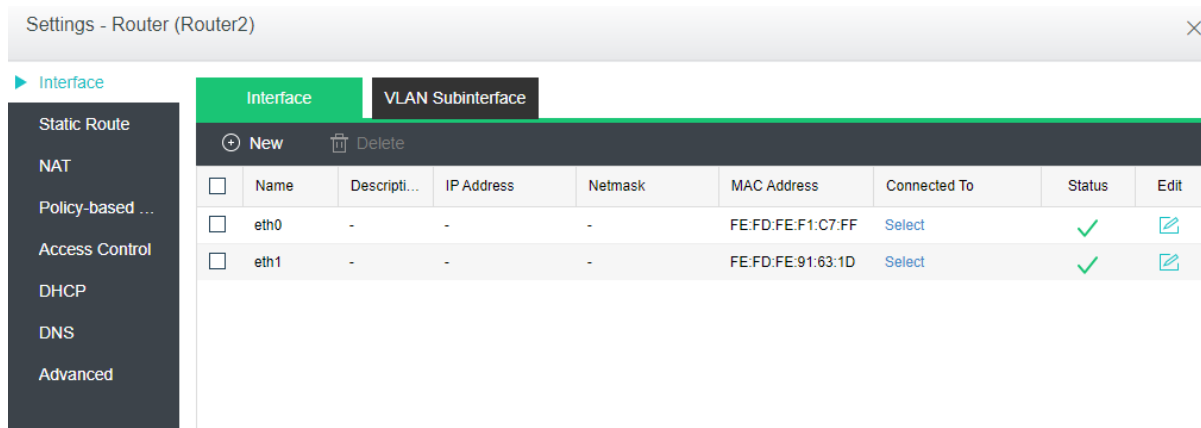 Settings - Router (Router2)
Interface
Static Route
NAT
Policy-based ...
Access Control
DHCP
DNS
Advanced
Interface VLAN Subinterface
New Delete
Name Descripti... IP Address Netmask MAC Address Connected To Status Edit
eth0 - - - FE:FD:FE:F1:C7:FF Select
eth1 - - - FE:FD:FE:91:63:1D Select